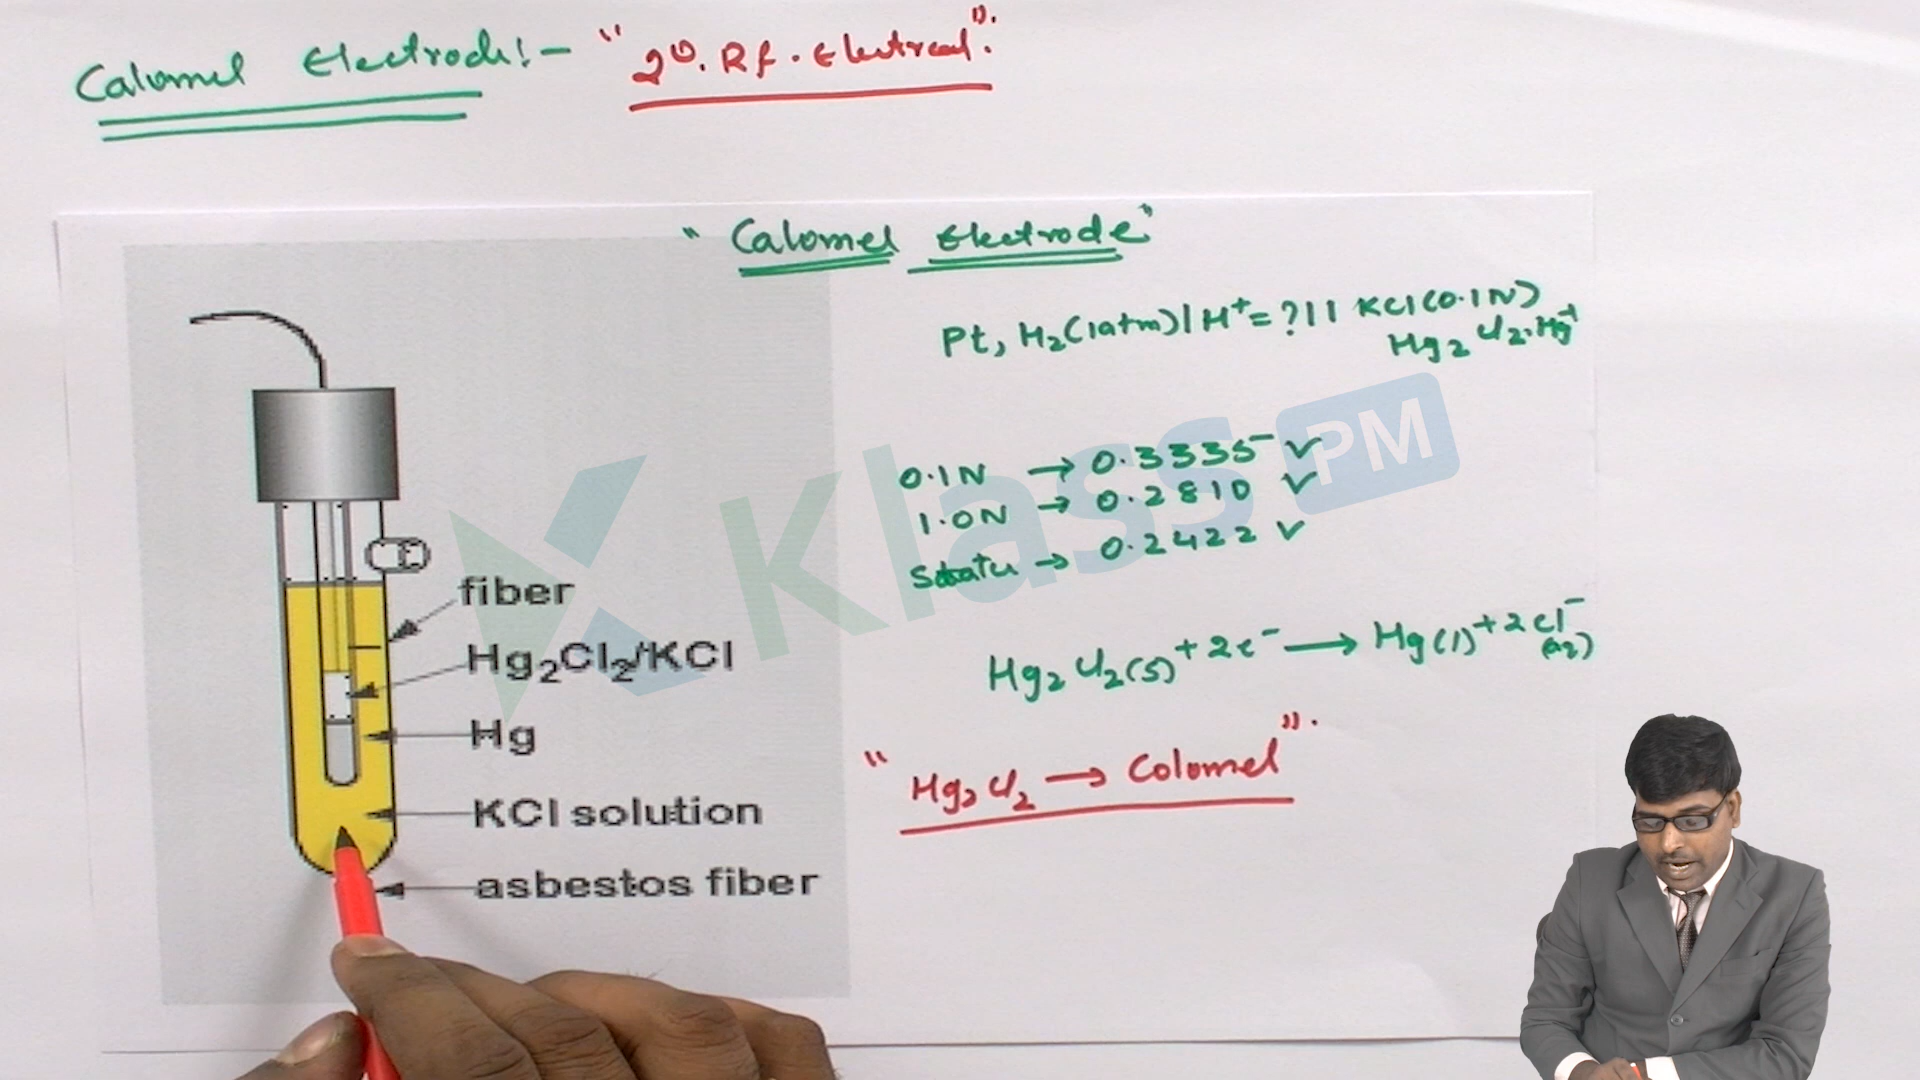 Calomel Electrode:- "2°. Rf. Electrod".
"Calomel Electrode"
Pt, H₂(1atm)|H⁺=?|| KCl(0.1N)
Hg₂Cl₂.Hg
0.1N → 0.3335 ✓
1.0N → 0.2810 ✓
→ 0.2422 ✓
Hg₂Cl₂(s) + 2e⁻ → Hg(l) + 2Cl⁻(aq)
"Hg₂Cl₂ → Colomel".
fiber
Hg₂Cl₂/KCl
Hg
KCl solution
asbestos fiber
Klass PM